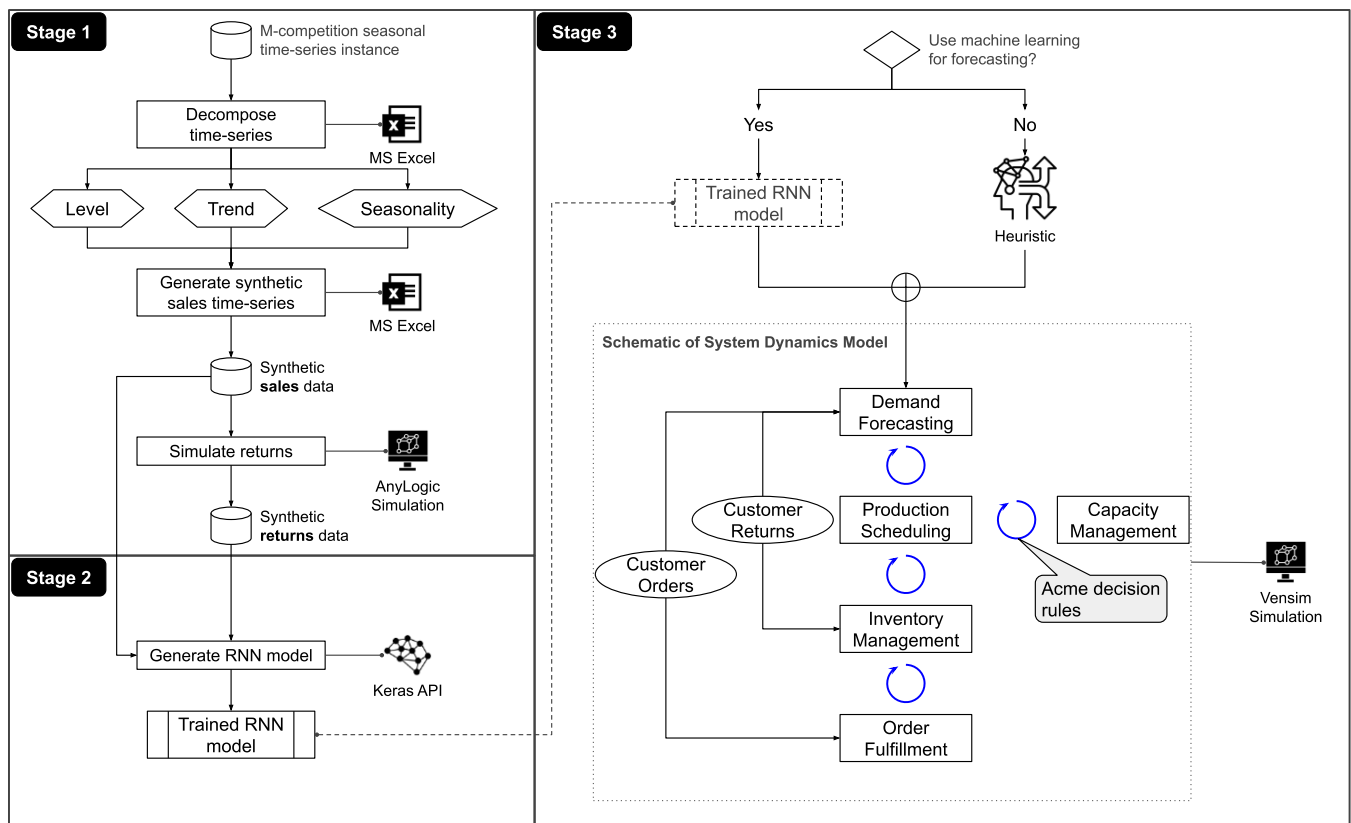 Stage 1
M-competition seasonal
time-series instance
Decompose
time-series
MS Excel
Level
Trend
Seasonality
Generate synthetic
sales time-series
MS Excel
Synthetic
sales data
Simulate returns
AnyLogic
Simulation
Synthetic
returns data
Stage 2
Generate RNN model
Keras API
Trained RNN
model
Stage 3
Use machine learning
for forecasting?
Yes
No
Trained RNN
model
Heuristic
Schematic of System Dynamics Model
Demand
Forecasting
Customer
Returns
Production
Scheduling
Capacity
Management
Customer
Orders
Acme decision
rules
Inventory
Management
Order
Fulfillment
Vensim
Simulation